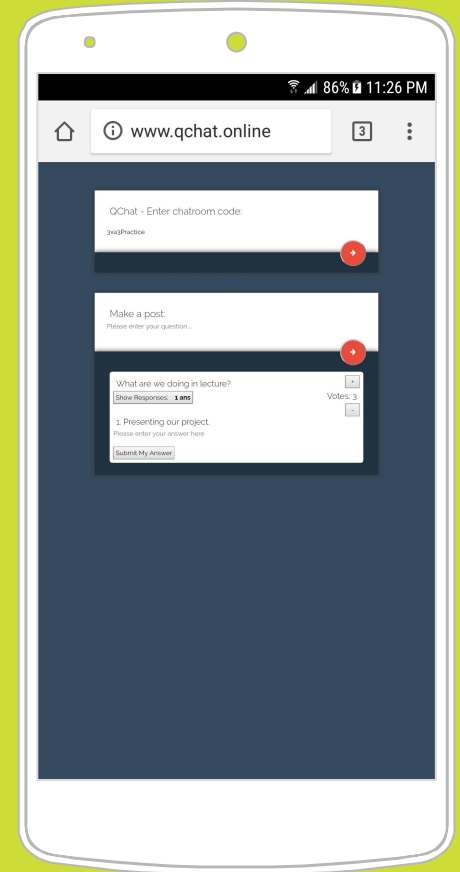 86% 11:26 PM
www.qchat.online 3
QChat - Enter chatroom code:
3xa3Practice
Make a post:
Please enter your question ...
What are we doing in lecture? +
Show Responses: 1 ans Votes: 3
-
1. Presenting our project.
Please enter your answer here
Submit My Answer